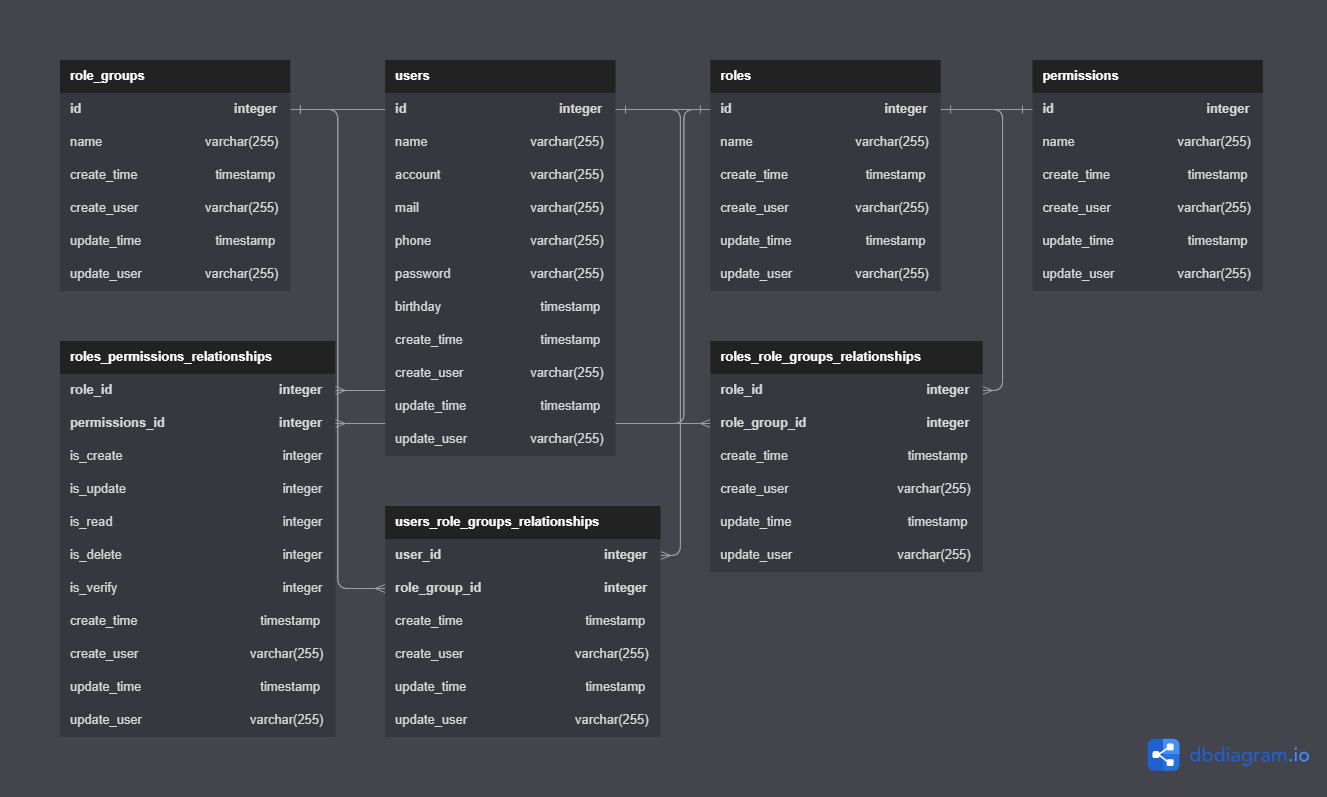 role_groups
id integer
name varchar(255)
create_time timestamp
create_user varchar(255)
update_time timestamp
update_user varchar(255)
users
id integer
name varchar(255)
account varchar(255)
mail varchar(255)
phone varchar(255)
password varchar(255)
birthday timestamp
create_time timestamp
create_user varchar(255)
update_time timestamp
update_user varchar(255)
roles
id integer
name varchar(255)
create_time timestamp
create_user varchar(255)
update_time timestamp
update_user varchar(255)
permissions
id integer
name varchar(255)
create_time timestamp
create_user varchar(255)
update_time timestamp
update_user varchar(255)
roles_permissions_relationships
role_id integer
permissions_id integer
is_create integer
is_update integer
is_read integer
is_delete integer
is_verify integer
create_time timestamp
create_user varchar(255)
update_time timestamp
update_user varchar(255)
users_role_groups_relationships
user_id integer
role_group_id integer
create_time timestamp
create_user varchar(255)
update_time timestamp
update_user varchar(255)
roles_role_groups_relationships
role_id integer
role_group_id integer
create_time timestamp
create_user varchar(255)
update_time timestamp
update_user varchar(255)
dbdiagram.io